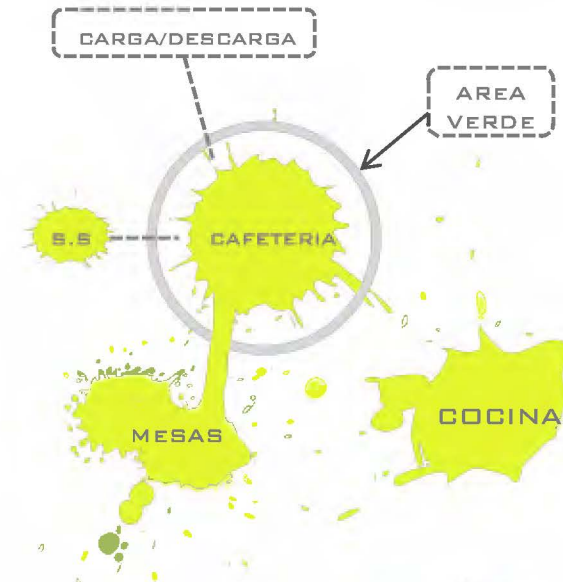 CARGA/DESCARGA
AREA
VERDE
S.S
CAFETERIA
MeSAS
COCINA